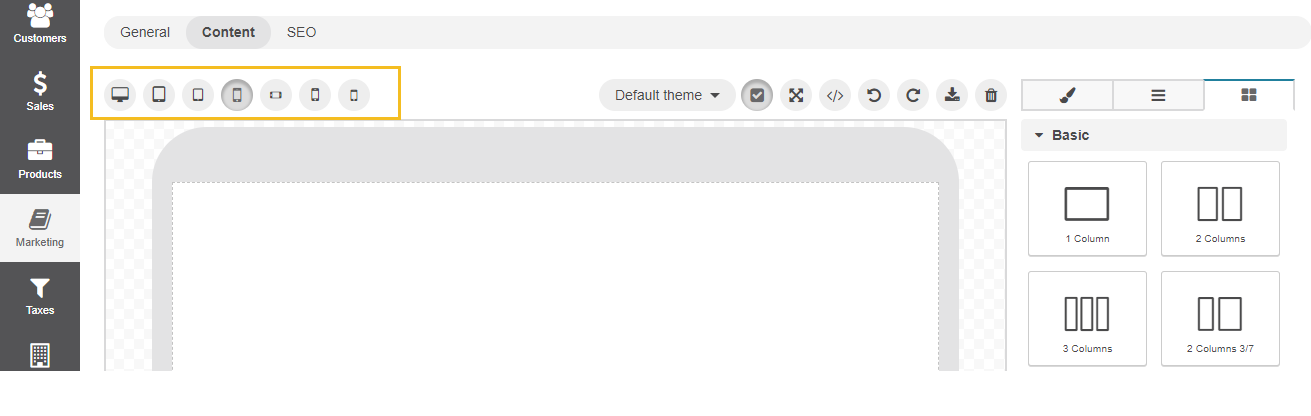 Customers
Sales
Products
Marketing
Taxes
General Content SEO
Default theme
Basic
1 Column
2 Columns
3 Columns
2 Columns 3/7